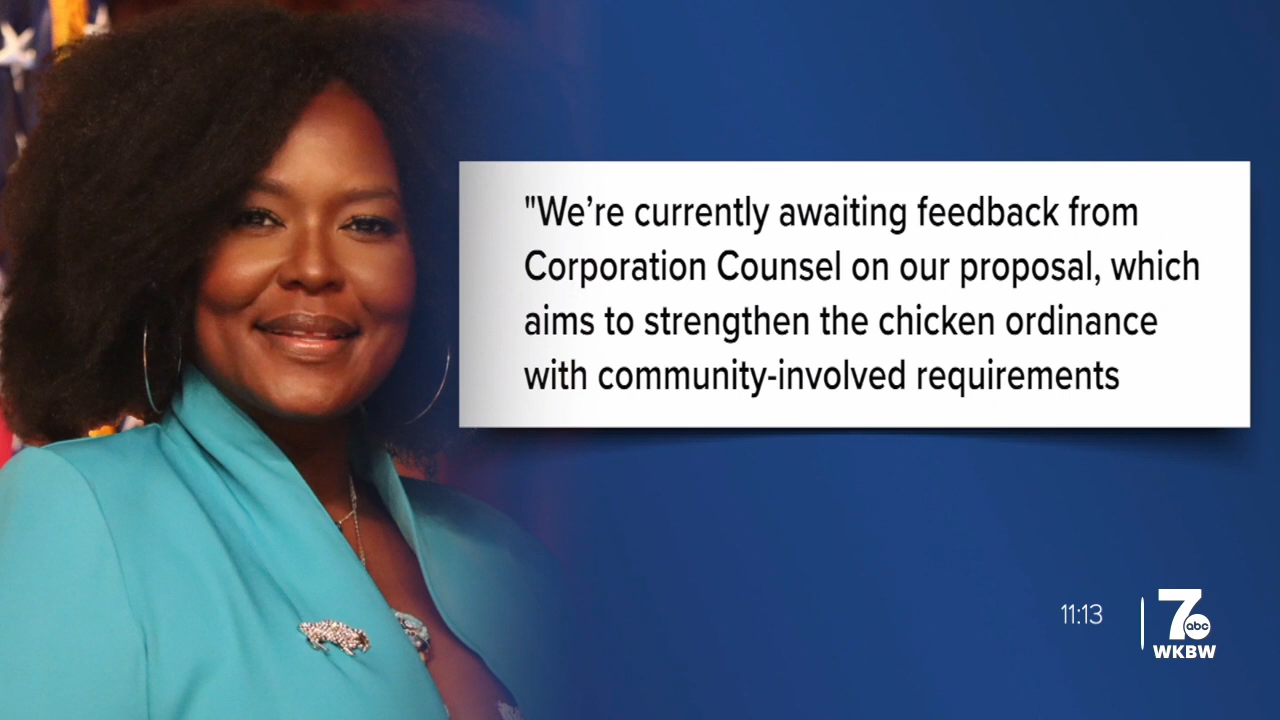 "We’re currently awaiting feedback from
Corporation Counsel on our proposal, which
aims to strengthen the chicken ordinance
with community-involved requirements
11:13
7
abc
WKBW